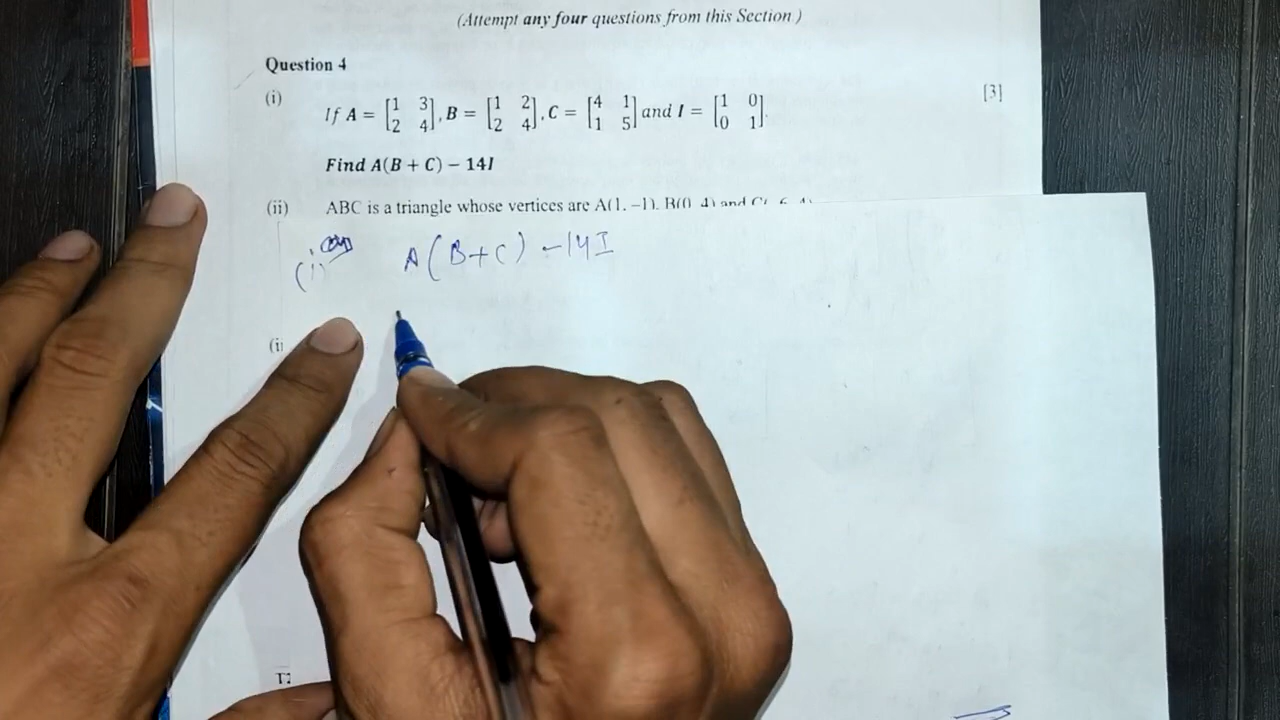 (Attempt any four questions from this Section )
Question 4
(i) If A = [1 3 2 4], B = [1 2 2 4], C = [4 1 1 5] and I = [1 0 0 1]. [3]
Find A(B + C) − 14I
(ii) ABC is a triangle whose vertices are A(1, −1), B(0, 4) and
(i) A(B+C) -14I
(i